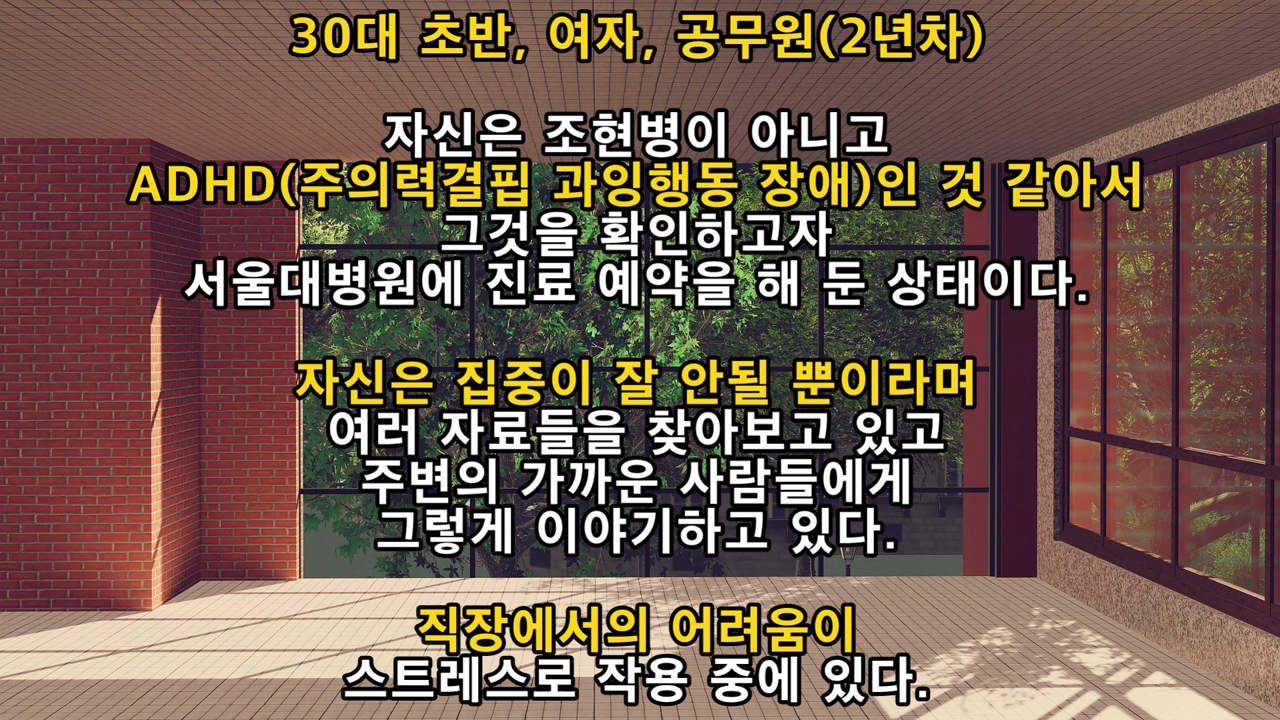 30대 초반, 여자, 공무원(2년차)
자신은 조현병이 아니고
ADHD(주의력결핍 과잉행동 장애)인 것 같아서
그것을 확인하고자
서울대병원에 진료 예약을 해 둔 상태이다.
자신은 집중이 잘 안될 뿐이라며
여러 자료들을 찾아보고 있고
주변의 가까운 사람들에게
그렇게 이야기하고 있다.
직장에서의 어려움이
스트레스로 작용 중에 있다.